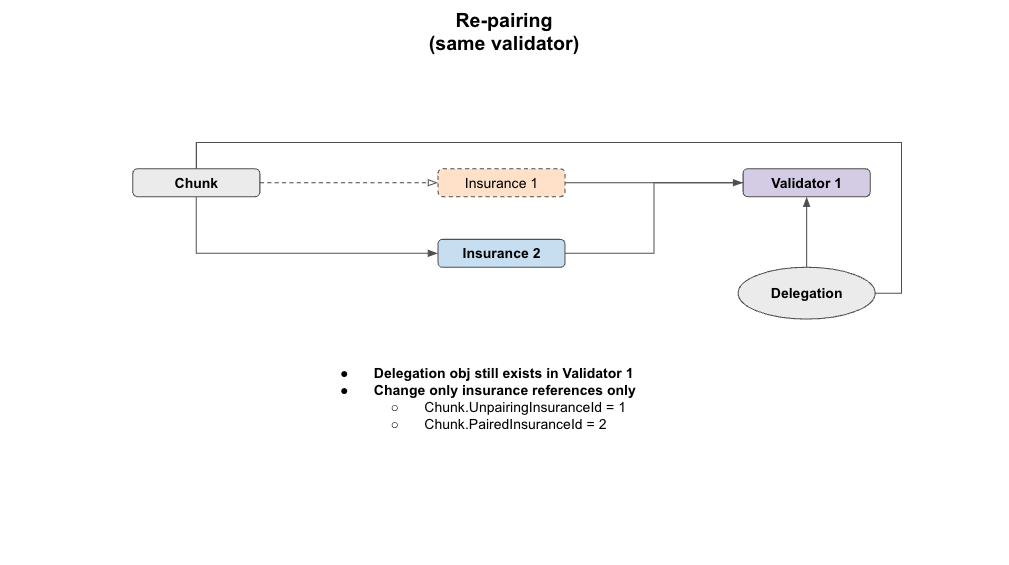 Re-pairing
(same validator)
Chunk
Insurance 1
Validator 1
Insurance 2
Delegation
● Delegation obj still exists in Validator 1
● Change only insurance references only
○ Chunk.UnpairingInsuranceId = 1
○ Chunk.PairedInsuranceId = 2